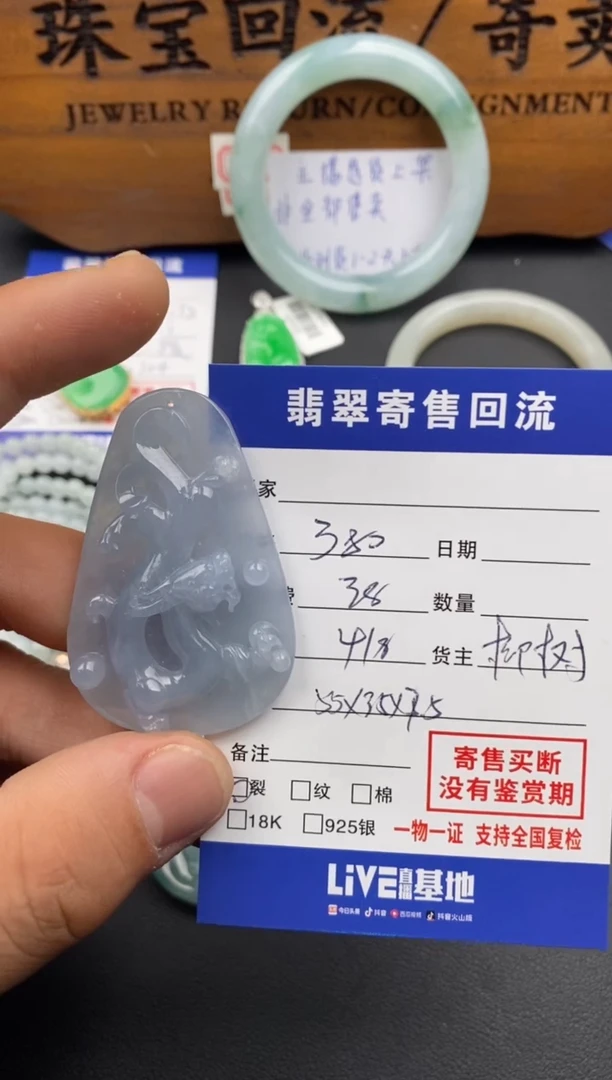 珠宝回流/寄卖
JEWELRY RETURN/CONSIGNMENT
翡翠寄售回流
家
380 日期
38 数量
418 货主 柳树
55X35X7.5
备注
裂 纹 棉
18K 925银
寄售买断
没有鉴赏期
一物一证 支持全国复检
LIVE直播基地
今日头条 抖音 西瓜视频 抖音火山版